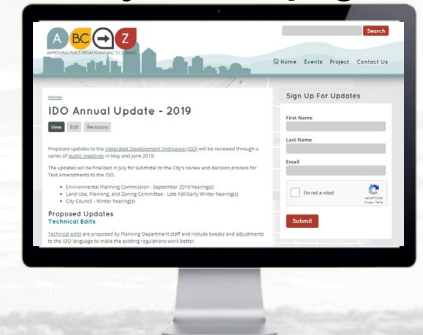 A BC Z
IMPROVING PLACE FROM PLANNING TO ZONING
Search
Home Events Project Contact Us
Home
IDO Annual Update - 2019
View Edit Revisions
Proposed updates to the Integrated Development Ordinance (IDO) will be reviewed through a
series of public meetings in May and June 2019.
The updates will be finalized in July for submittal to the City's review and decision process for
Text Amendments to the IDO.
Environmental Planning Commission - September 2019 hearing(s)
Land Use, Planning, and Zoning Committee - Late Fall/Early Winter hearing(s)
City Council - Winter hearing(s)
Proposed Updates
Technical Edits
Technical edits are proposed by Planning Department staff and include tweaks and adjustments
to the IDO language to make the existing regulations work better.
Sign Up For Updates
First Name
Last Name
Email
I'm not a robot
reCAPTCHA
Privacy - Terms
Submit